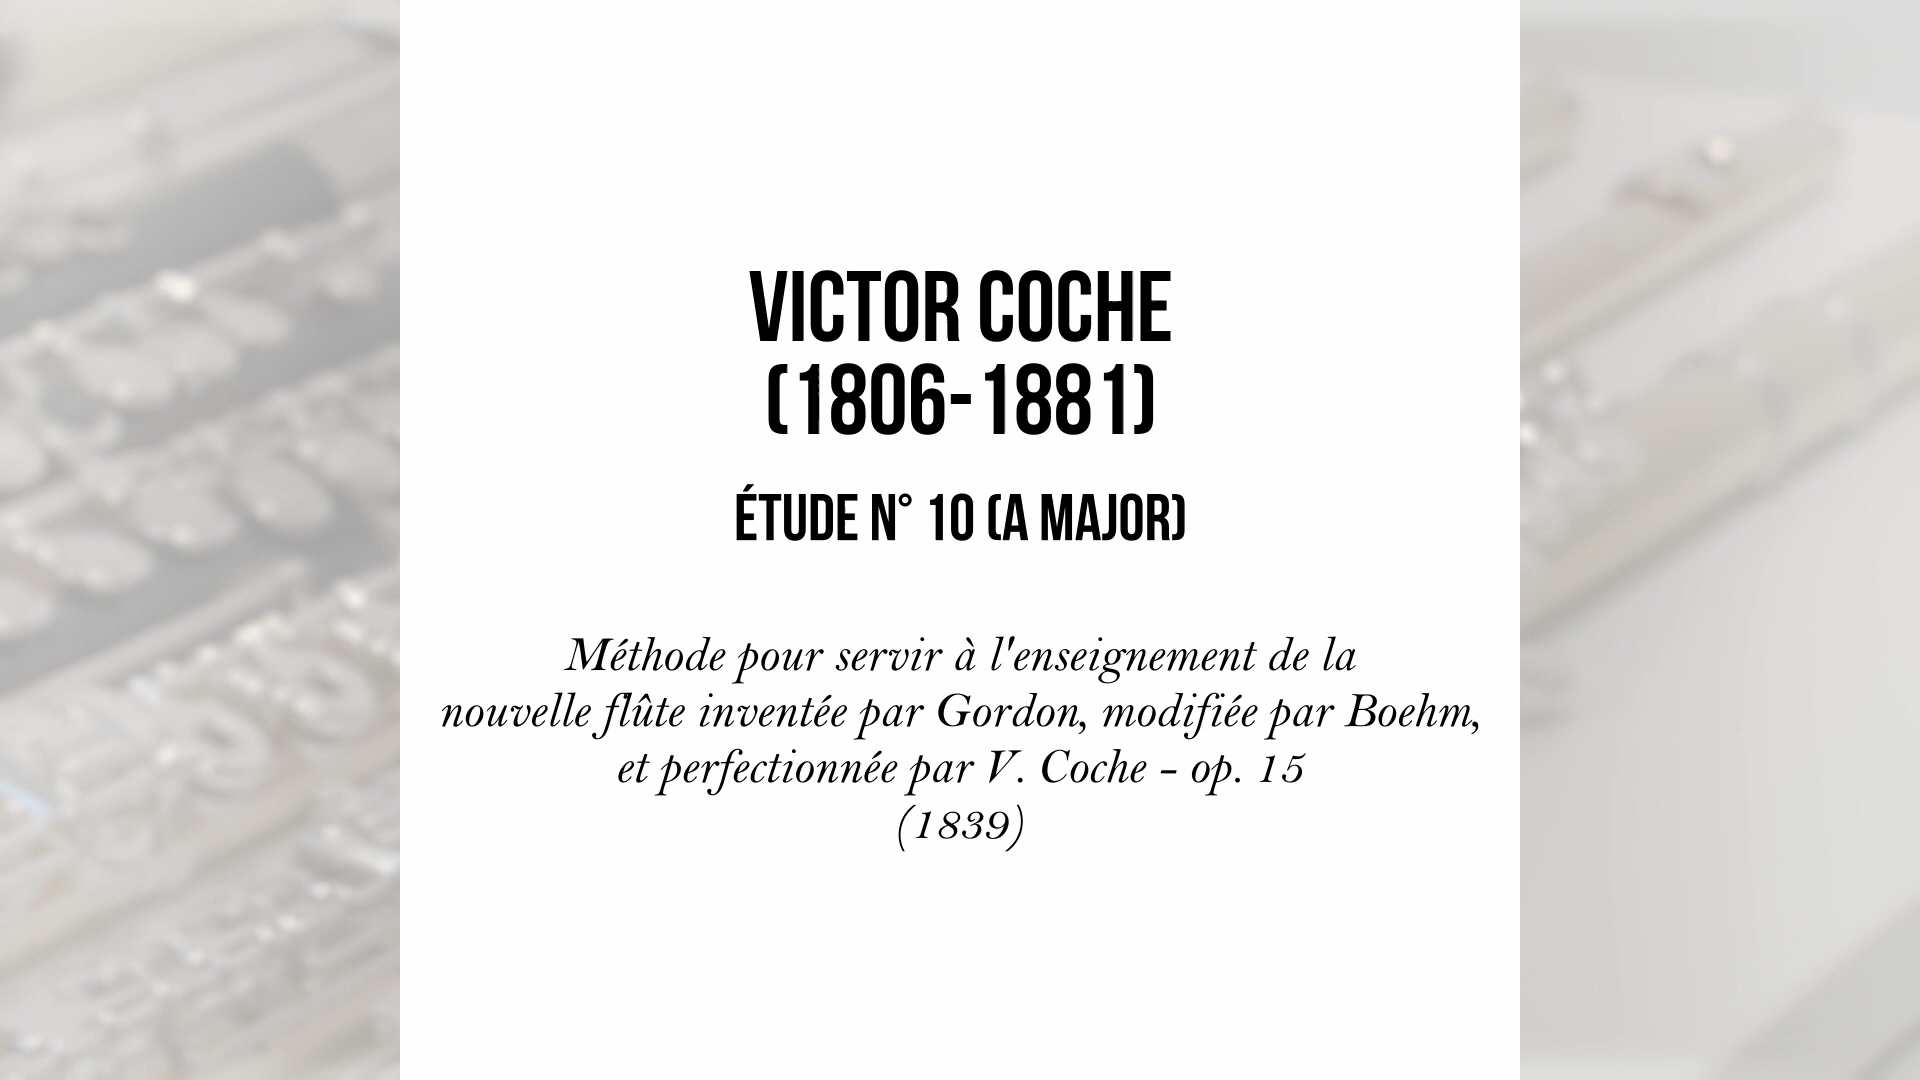 VICTOR COCHE
(1806-1881)
ÉTUDE N° 10 (A MAJOR)
Méthode pour servir à l'enseignement de la
nouvelle flûte inventée par Gordon, modifiée par Boehm,
et perfectionnée par V. Coche - op. 15
(1839)